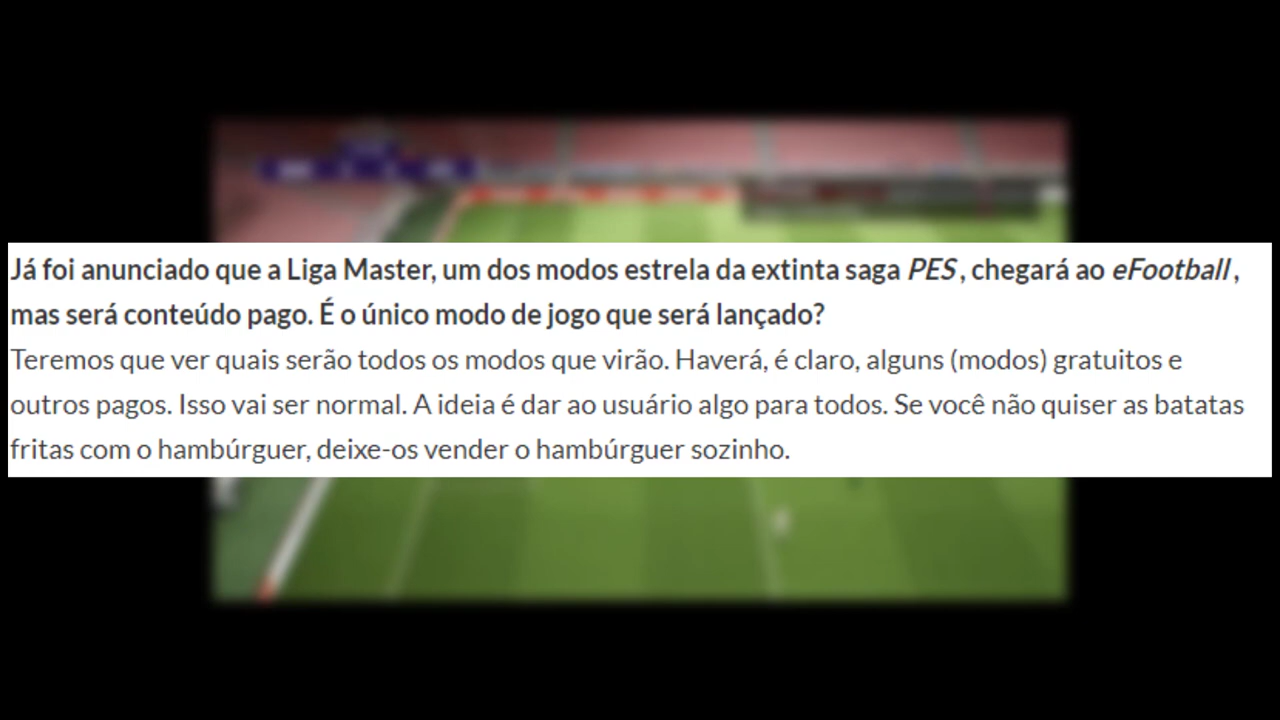 Já foi anunciado que a Liga Master, um dos modos estrela da extinta saga PES , chegará ao eFootball ,
mas será conteúdo pago. É o único modo de jogo que será lançado?
Teremos que ver quais serão todos os modos que virão. Haverá, é claro, alguns (modos) gratuitos e
outros pagos. Isso vai ser normal. A ideia é dar ao usuário algo para todos. Se você não quiser as batatas
fritas com o hambúrguer, deixe-os vender o hambúrguer sozinho.